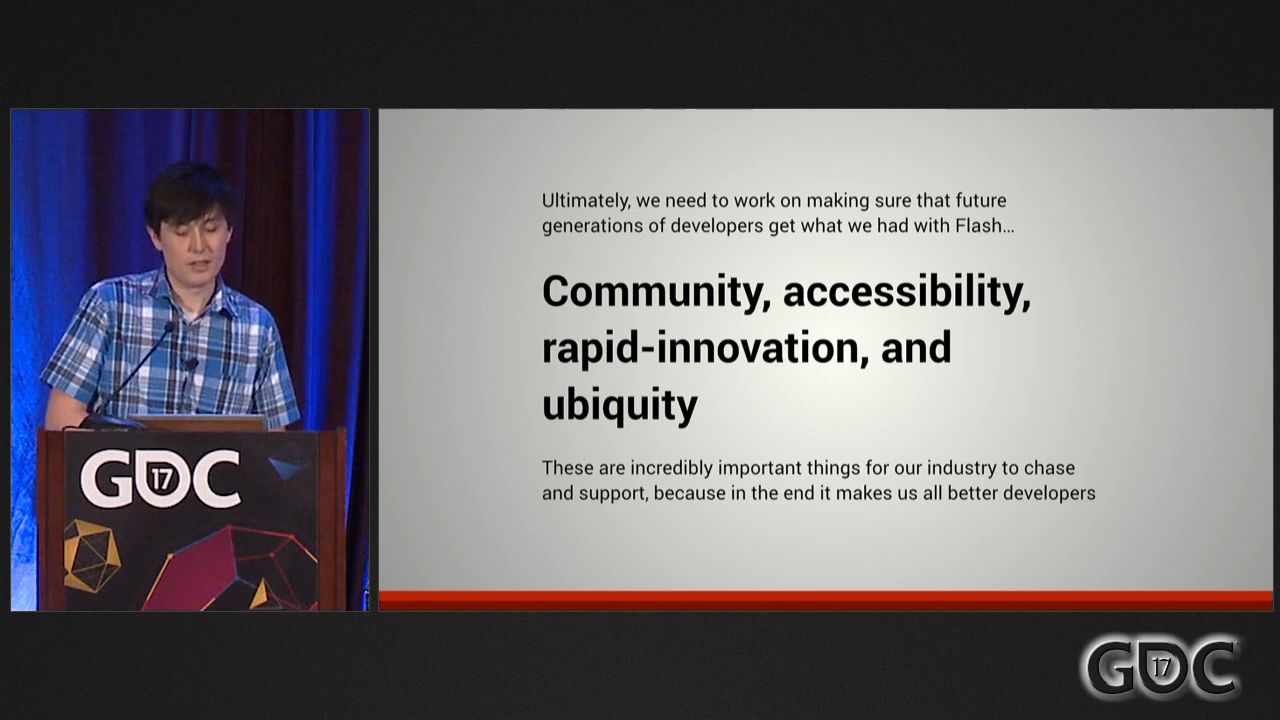 GDC
17
Ultimately, we need to work on making sure that future
generations of developers get what we had with Flash...
Community, accessibility,
rapid-innovation, and
ubiquity
These are incredibly important things for our industry to chase
and support, because in the end it makes us all better developers
GDC
17